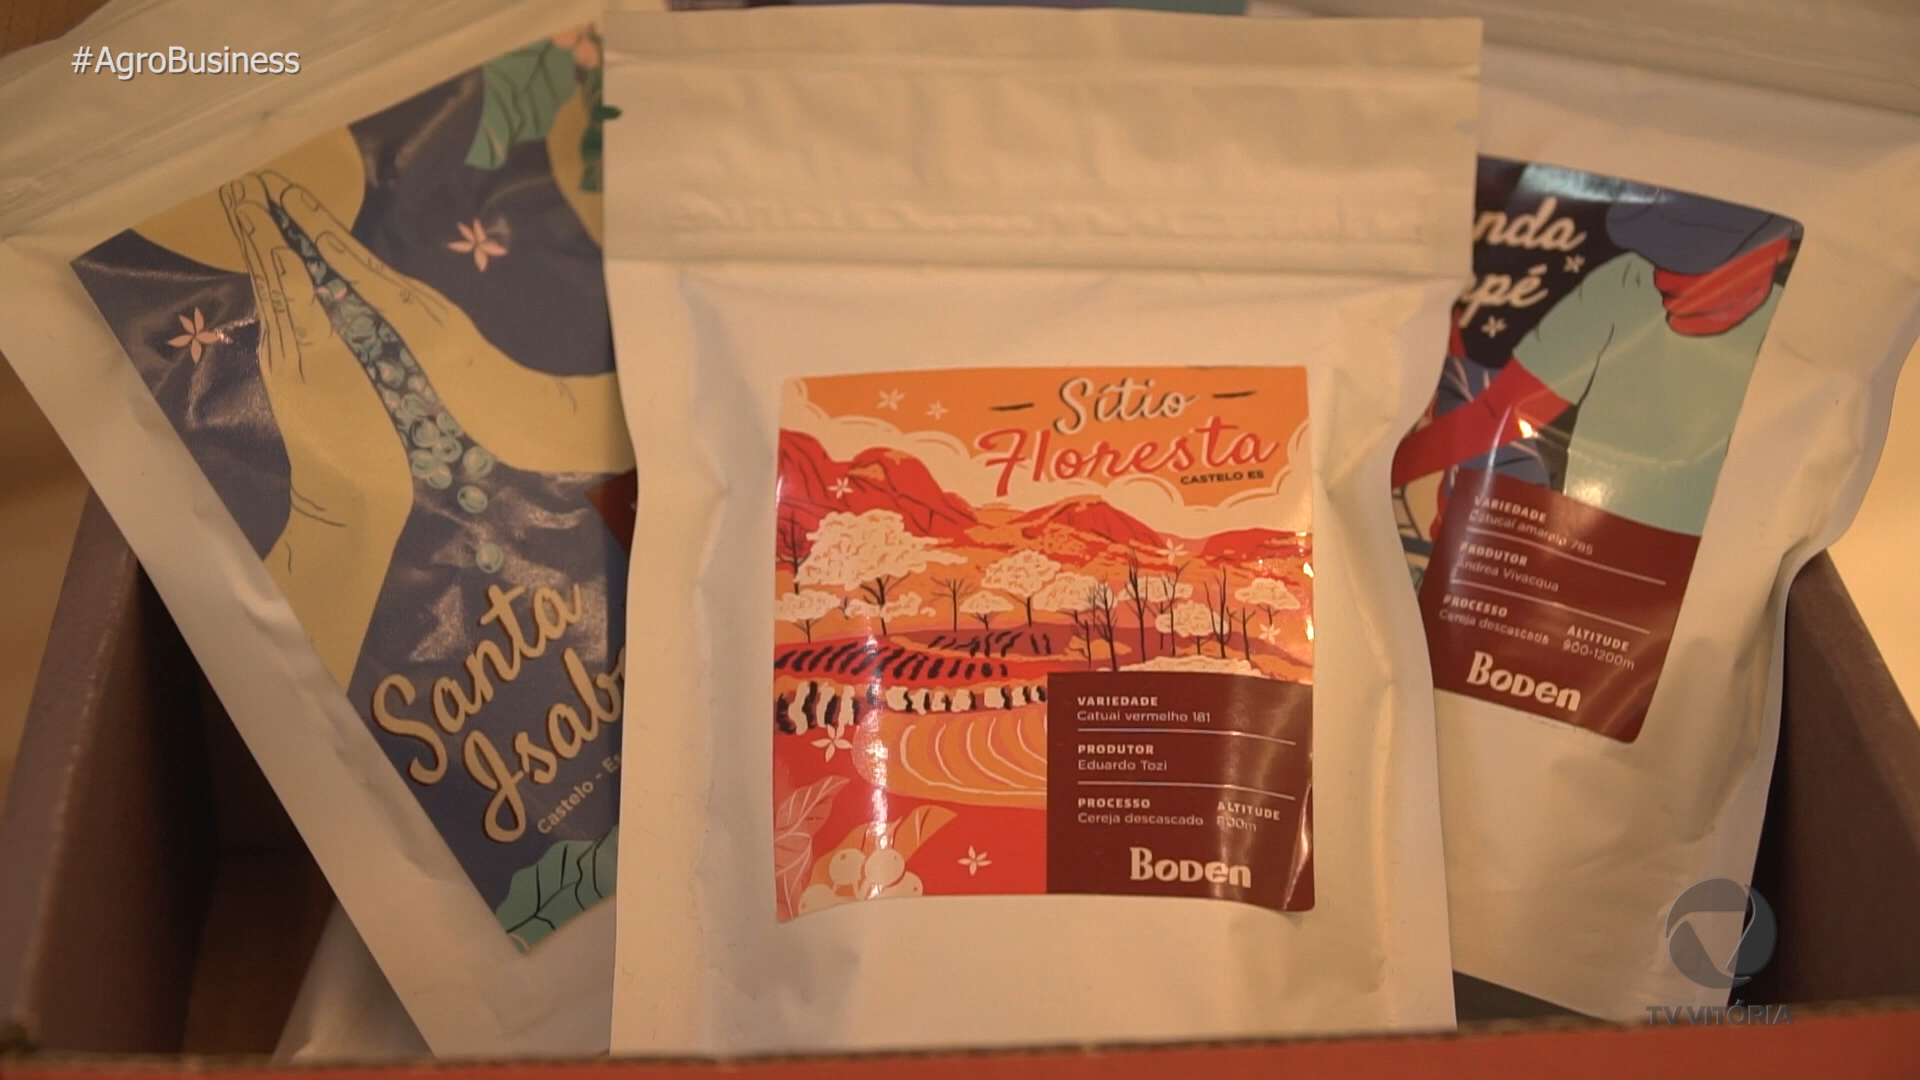 #AgroBusiness
Santa
Isab
Castelo - Es
Sítio
Floresta
CASTELO ES
VARIEDADE
Catuaí vermelho 181
PRODUTOR
Eduardo Tozi
PROCESSO
Cereja descascado
ALTITUDE
800m
BODEN
nda
pé
VARIEDADE
Catucaí amarelo 785
PRODUTOR
Andrea Vivacqua
PROCESSO
Cereja descascado
ALTITUDE
900-1200m
BODEN
TV VITÓRIA